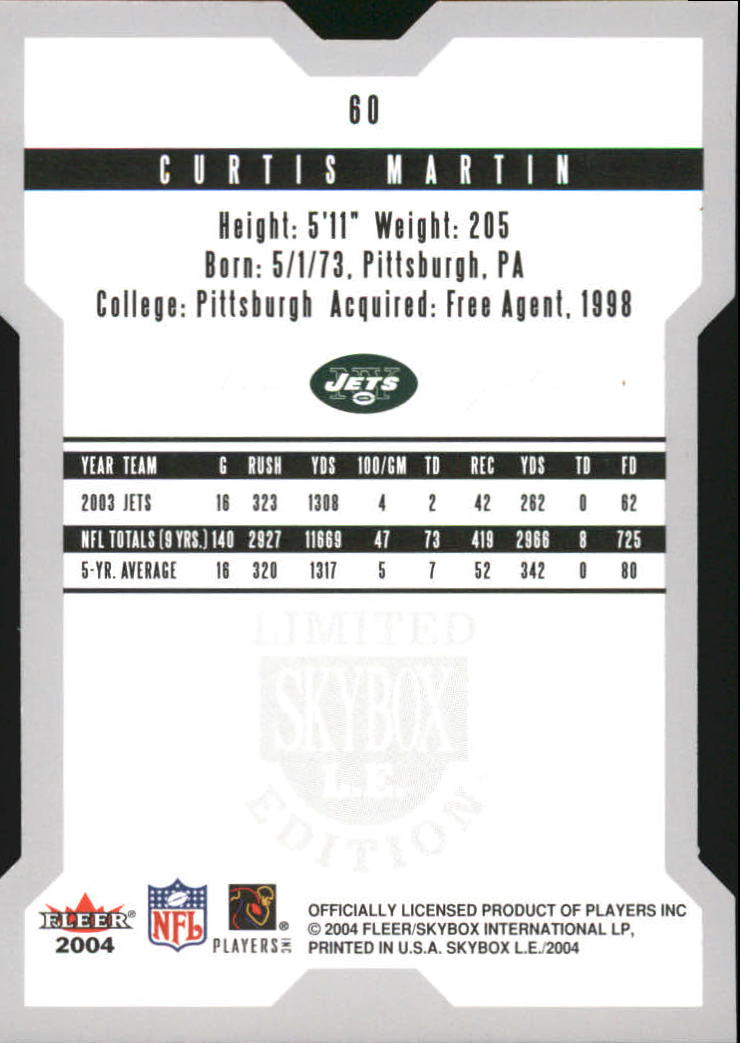 60
CURTIS MARTIN
Height: 5'11" Weight: 205
Born: 5/1/73, Pittsburgh, PA
College: Pittsburgh Acquired: Free Agent, 1998
NY JETS
YEAR TEAM G RUSH YDS 100/GM TD REC YDS TD FD
2003 JETS 16 323 1308 4 2 42 262 0 62
NFL TOTALS (9 YRS.) 140 2927 11669 47 73 419 2966 8 725
5-YR. AVERAGE 16 320 1317 5 7 52 342 0 80
LIMITED
SKYBOX
L.E.
EDITION
FLEER®
2004
NFL
PLAYERS INC ®
OFFICIALLY LICENSED PRODUCT OF PLAYERS INC
© 2004 FLEER/SKYBOX INTERNATIONAL LP,
PRINTED IN U.S.A. SKYBOX L.E./2004